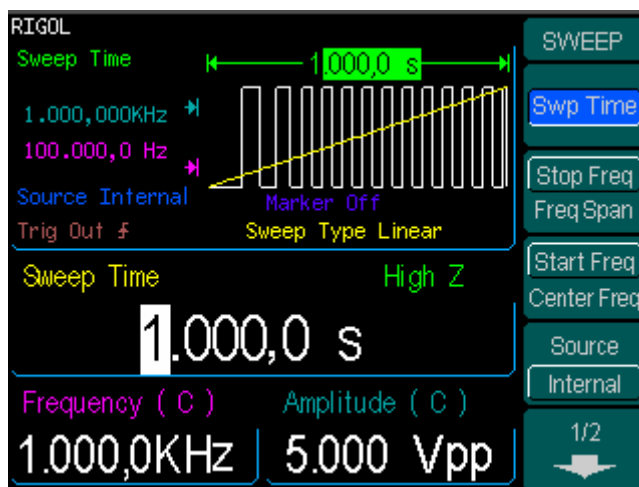 RIGOL
Sweep Time
1.000,0 s
1.000,000KHz
100.000,0 Hz
Source Internal
Marker Off
Trig Out
Sweep Type Linear
Sweep Time
High Z
1.000,0 s
Frequency ( C )
Amplitude ( C )
1.000,0KHz
5.000 Vpp
SWEEP
Swp Time
Stop Freq
Freq Span
Start Freq
Center Freq
Source
Internal
1/2